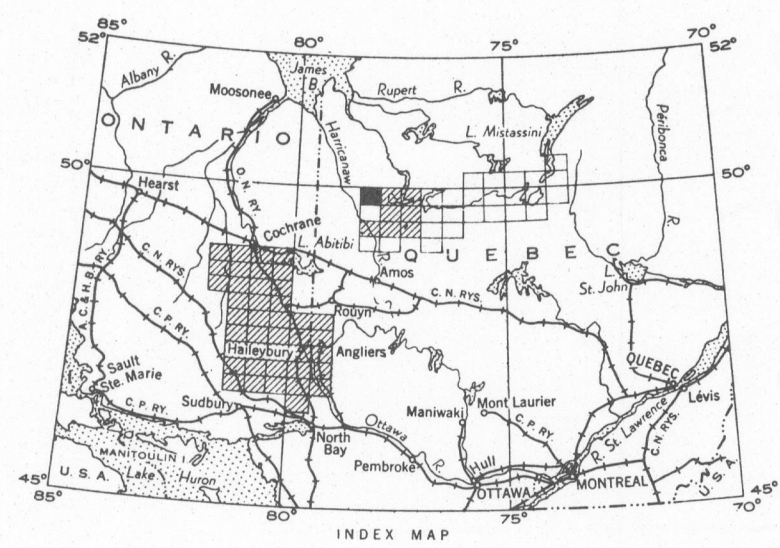 85°
80°
75°
70°
52°
52°
James
B.
Albany R.
Moosonee
Rupert R.
Harricanaw
L. Mistassini
Péribonca
R.
ONTARIO
O. N. RY.
50°
50°
Hearst
Cochrane
L. Abitibi
QUEBEC
Amos
C. N. RYS.
C. N. RYS.
L.
St. John
A.C. & H.B. RY.
C. P. RY.
Rouyn
Haileybury
Angliers
QUEBEC
Lévis
Sault
Ste. Marie
C. P. RY.
Sudbury
Maniwaki
Mont Laurier
C. P. RY.
R. St. Lawrence
C. N. RYS.
North
Bay
Ottawa
R.
Pembroke
Hull
OTTAWA
MONTREAL
MANITOULIN I
Lake Huron
U. S. A.
U. S. A.
45°
85°
80°
75°
45°
70°
INDEX MAP